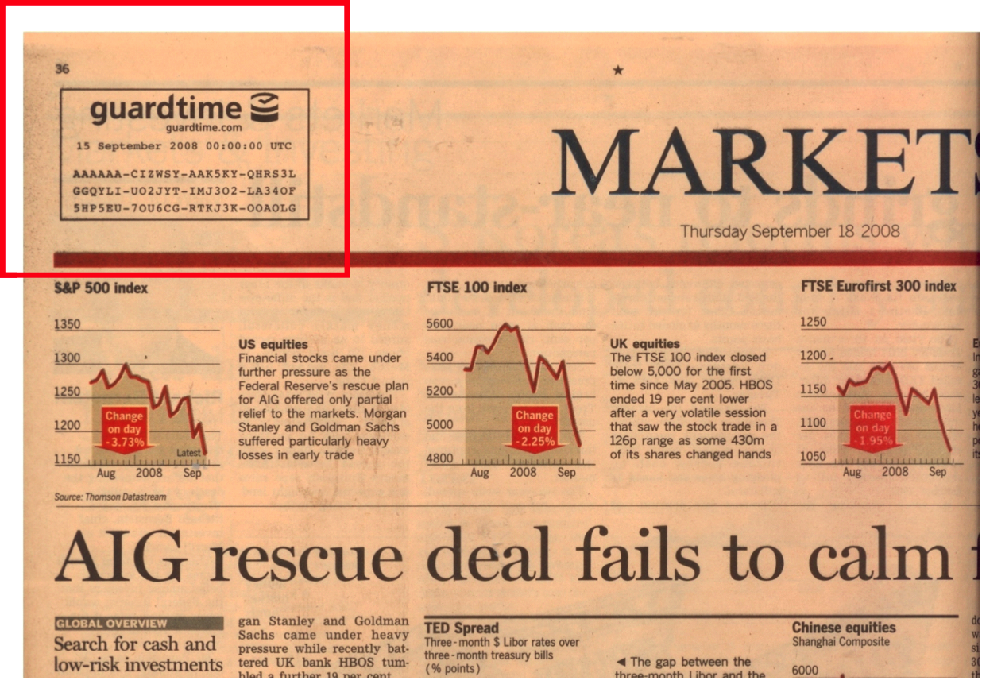 36
guardtime
guardtime.com
15 September 2008 00:00:00 UTC
AAAAAA-CIZWSY-AAK5KY-QHRS3L
GGQYLI-UO2JYT-IMJ3O2-LA34OF
5HP5EU-7OU6CG-RTKJ3K-OOAOLG
★
MARKETS
Thursday September 18 2008
S&P 500 index
1350
1300
1250
1200
1150
Change
on day
-3.73%
Latest
Aug 2008 Sep
Source: Thomson Datastream
US equities
Financial stocks came under
further pressure as the
Federal Reserve's rescue plan
for AIG offered only partial
relief to the markets. Morgan
Stanley and Goldman Sachs
suffered particularly heavy
losses in early trade
FTSE 100 index
5600
5400
5200
5000
4800
Change
on day
-2.25%
Aug 2008 Sep
UK equities
The FTSE 100 index closed
below 5,000 for the first
time since May 2005. HBOS
ended 19 per cent lower
after a very volatile session
that saw the stock trade in a
126p range as some 430m
of its shares changed hands
FTSE Eurofirst 300 index
1250
1200
1150
1100
1050
Change
on day
-1.95%
Aug 2008 Sep
AIG rescue deal fails to calm
GLOBAL OVERVIEW
Search for cash and
low-risk investments
gan Stanley and Goldman
Sachs came under heavy
pressure while recently bat-
tered UK bank HBOS tum-
bled a further 19 per cent
TED Spread
Three-month $ Libor rates over
three-month treasury bills
(% points)
◄ The gap between the
three-month Libor and the
Chinese equities
Shanghai Composite
6000